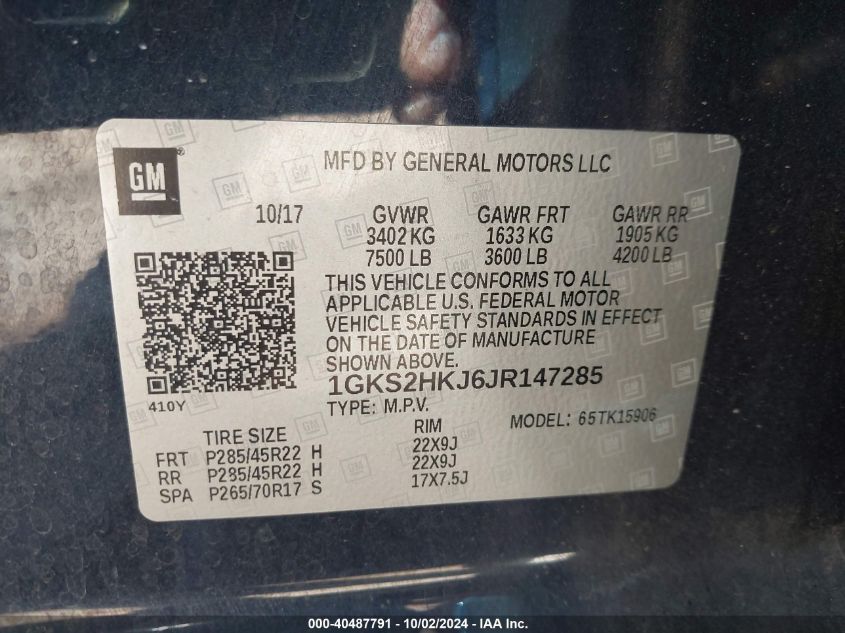 GM
MFD BY GENERAL MOTORS LLC
10/17 GVWR GAWR FRT GAWR RR
3402 KG 1633 KG 1905 KG
7500 LB 3600 LB 4200 LB
THIS VEHICLE CONFORMS TO ALL
APPLICABLE U.S. FEDERAL MOTOR
VEHICLE SAFETY STANDARDS IN EFFECT
ON THE DATE OF MANUFACTURE
SHOWN ABOVE.
1GKS2HKJ6JR147285
410Y
TYPE: M.P.V. MODEL: 65TK15906
TIRE SIZE RIM
FRT P285/45R22 H 22X9J
RR P285/45R22 H 22X9J
SPA P265/70R17 S 17X7.5J
000-40487791 - 10/02/2024 - IAAI.com